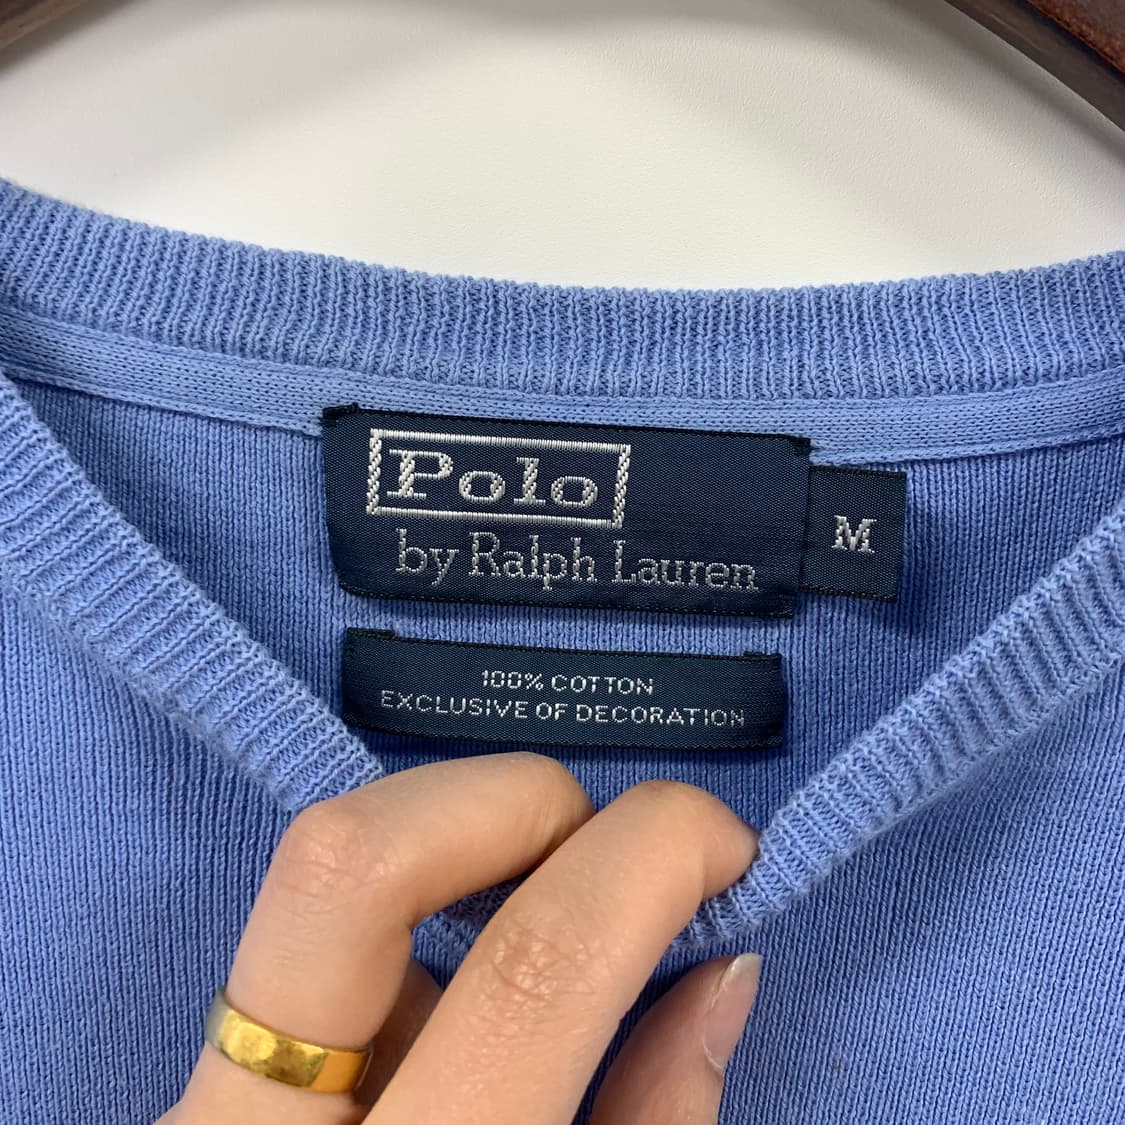 Polo
by Ralph Lauren
M
100% COTTON
EXCLUSIVE OF DECORATION